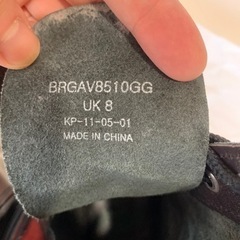 BRGAV8510GG
UK 8
KP-11-05-01
MADE IN CHINA